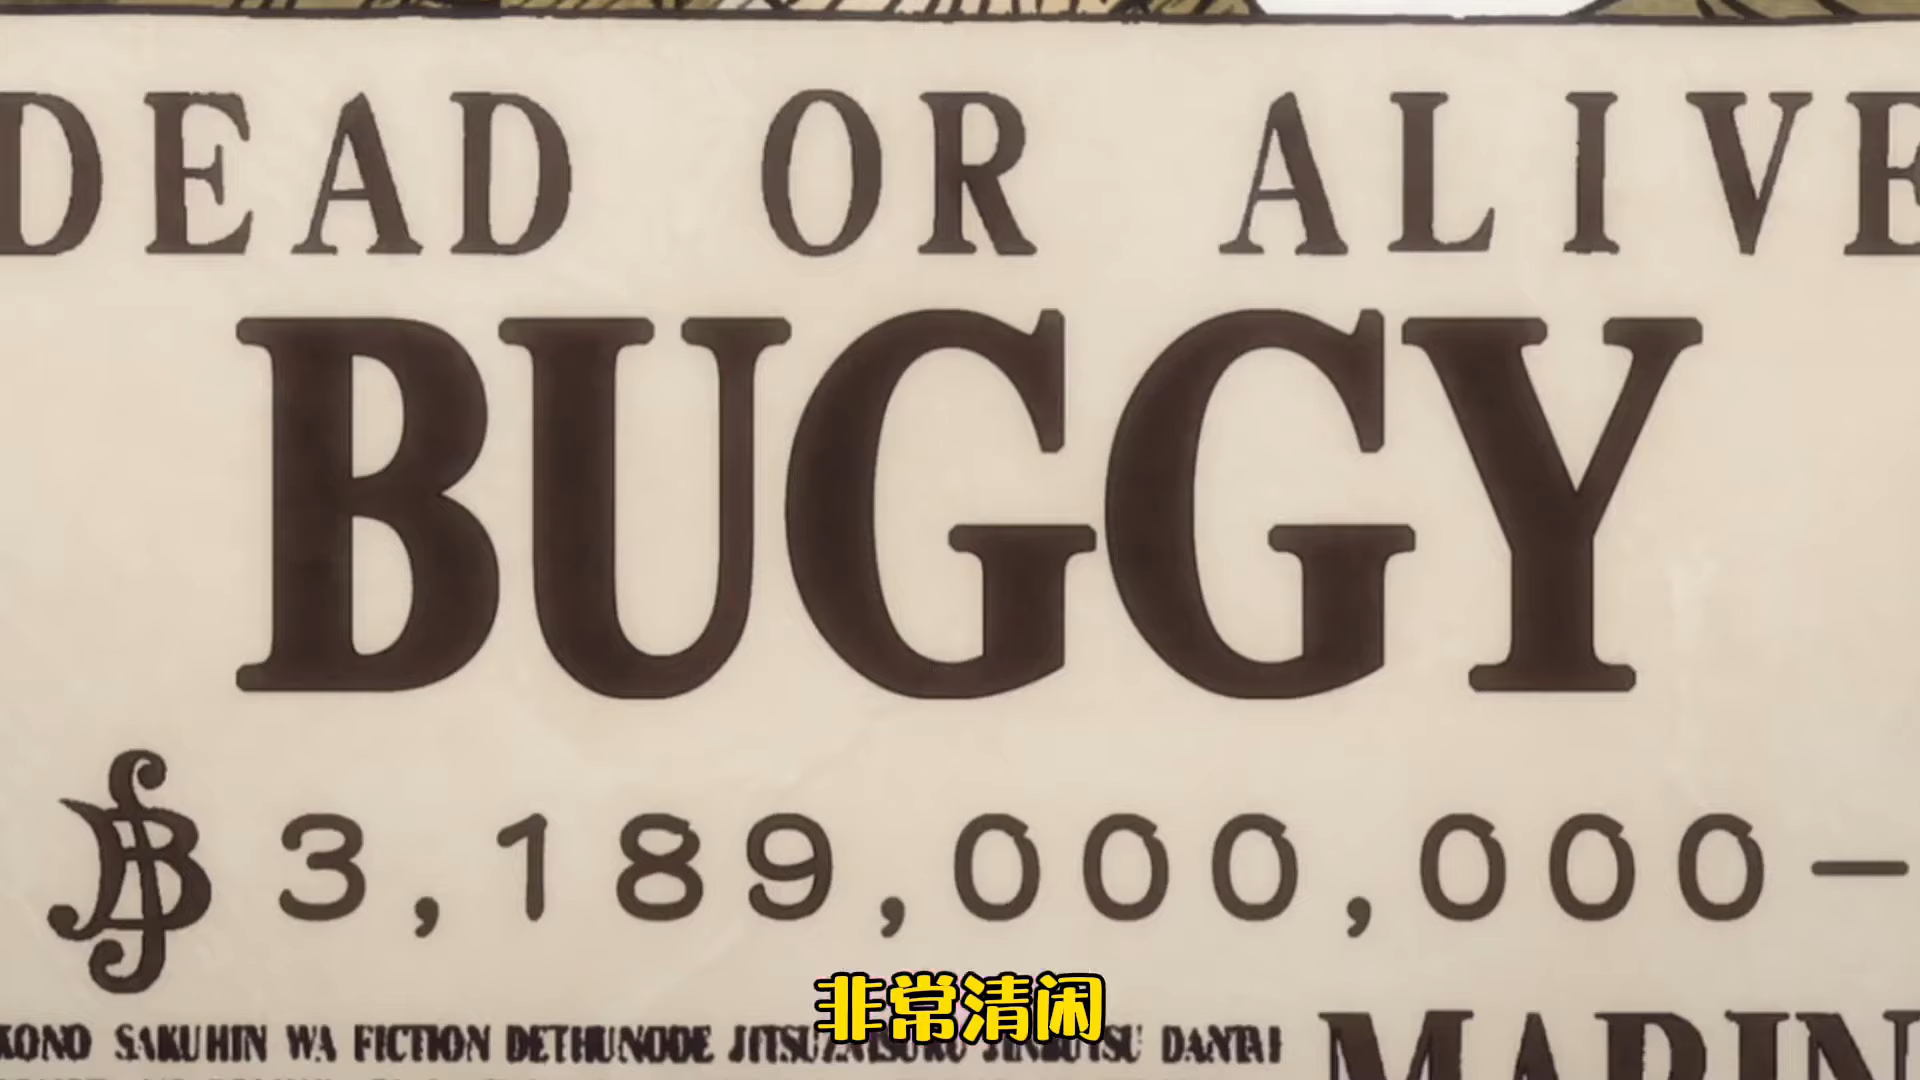 DEAD OR ALIVE
BUGGY
3,189,000,000-
非常清闲
KONO SAKUHIN WA FICTION DETHUNODE JITSUZAISURU JINBUTSU DANTAI
MARIN